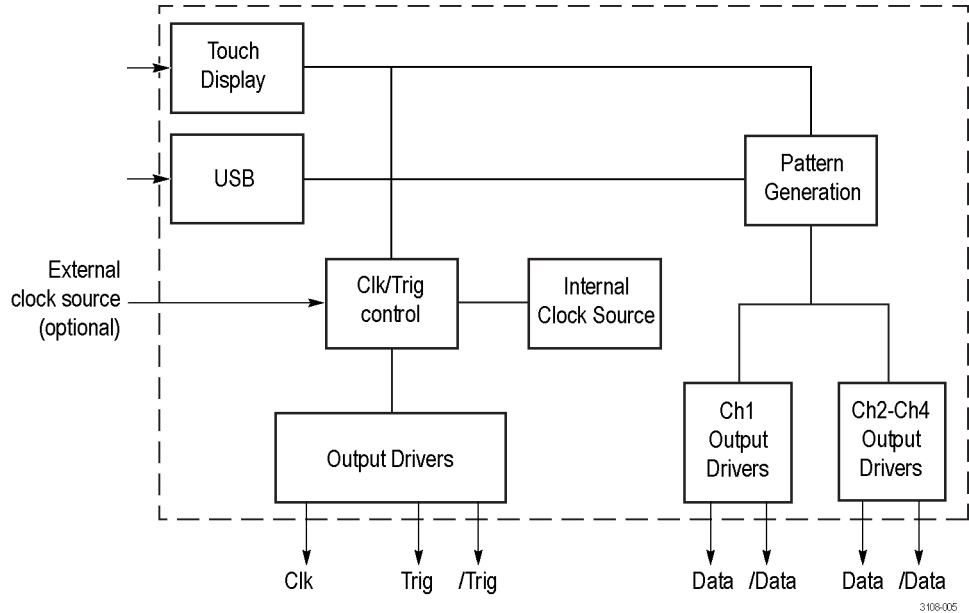 Touch
Display
USB
Pattern
Generation
External
clock source
(optional)
Clk/Trig
control
Internal
Clock Source
Output Drivers
Ch1
Output
Drivers
Ch2-Ch4
Output
Drivers
Clk
Trig
/Trig
Data
/Data
Data
/Data
3108-005